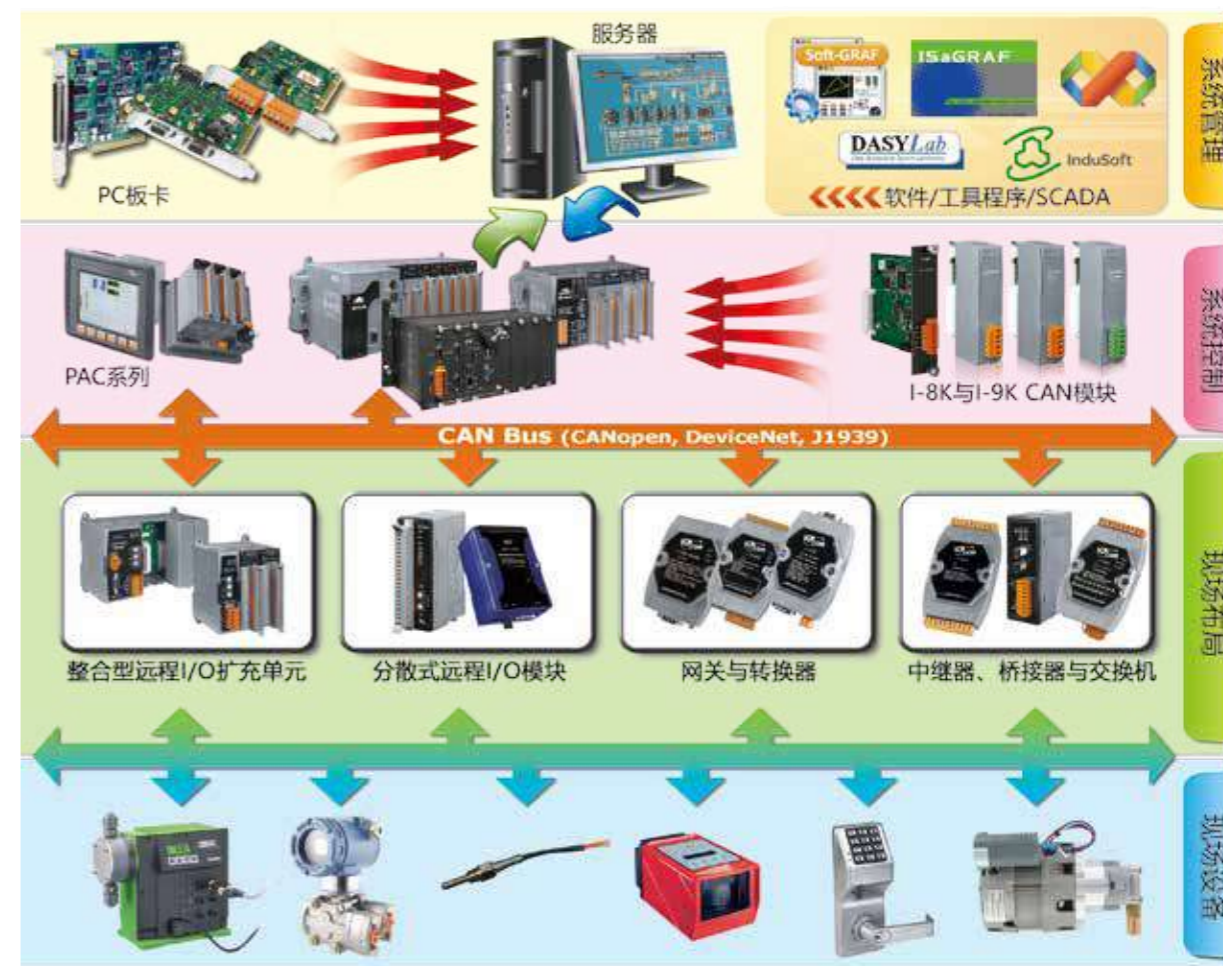 服务器
Soft-GRAF
ISaGRAF
DASYLab
InduSoft
PC板卡
软件/工具程序/SCADA
系统管理
PAC系列
I-8K与I-9K CAN模块
系统控制
CAN Bus (CANopen, DeviceNet, J1939)
整合型远程I/O扩充单元
分散式远程I/O模块
网关与转换器
中继器、桥接器与交换机
现场布局
现场设备